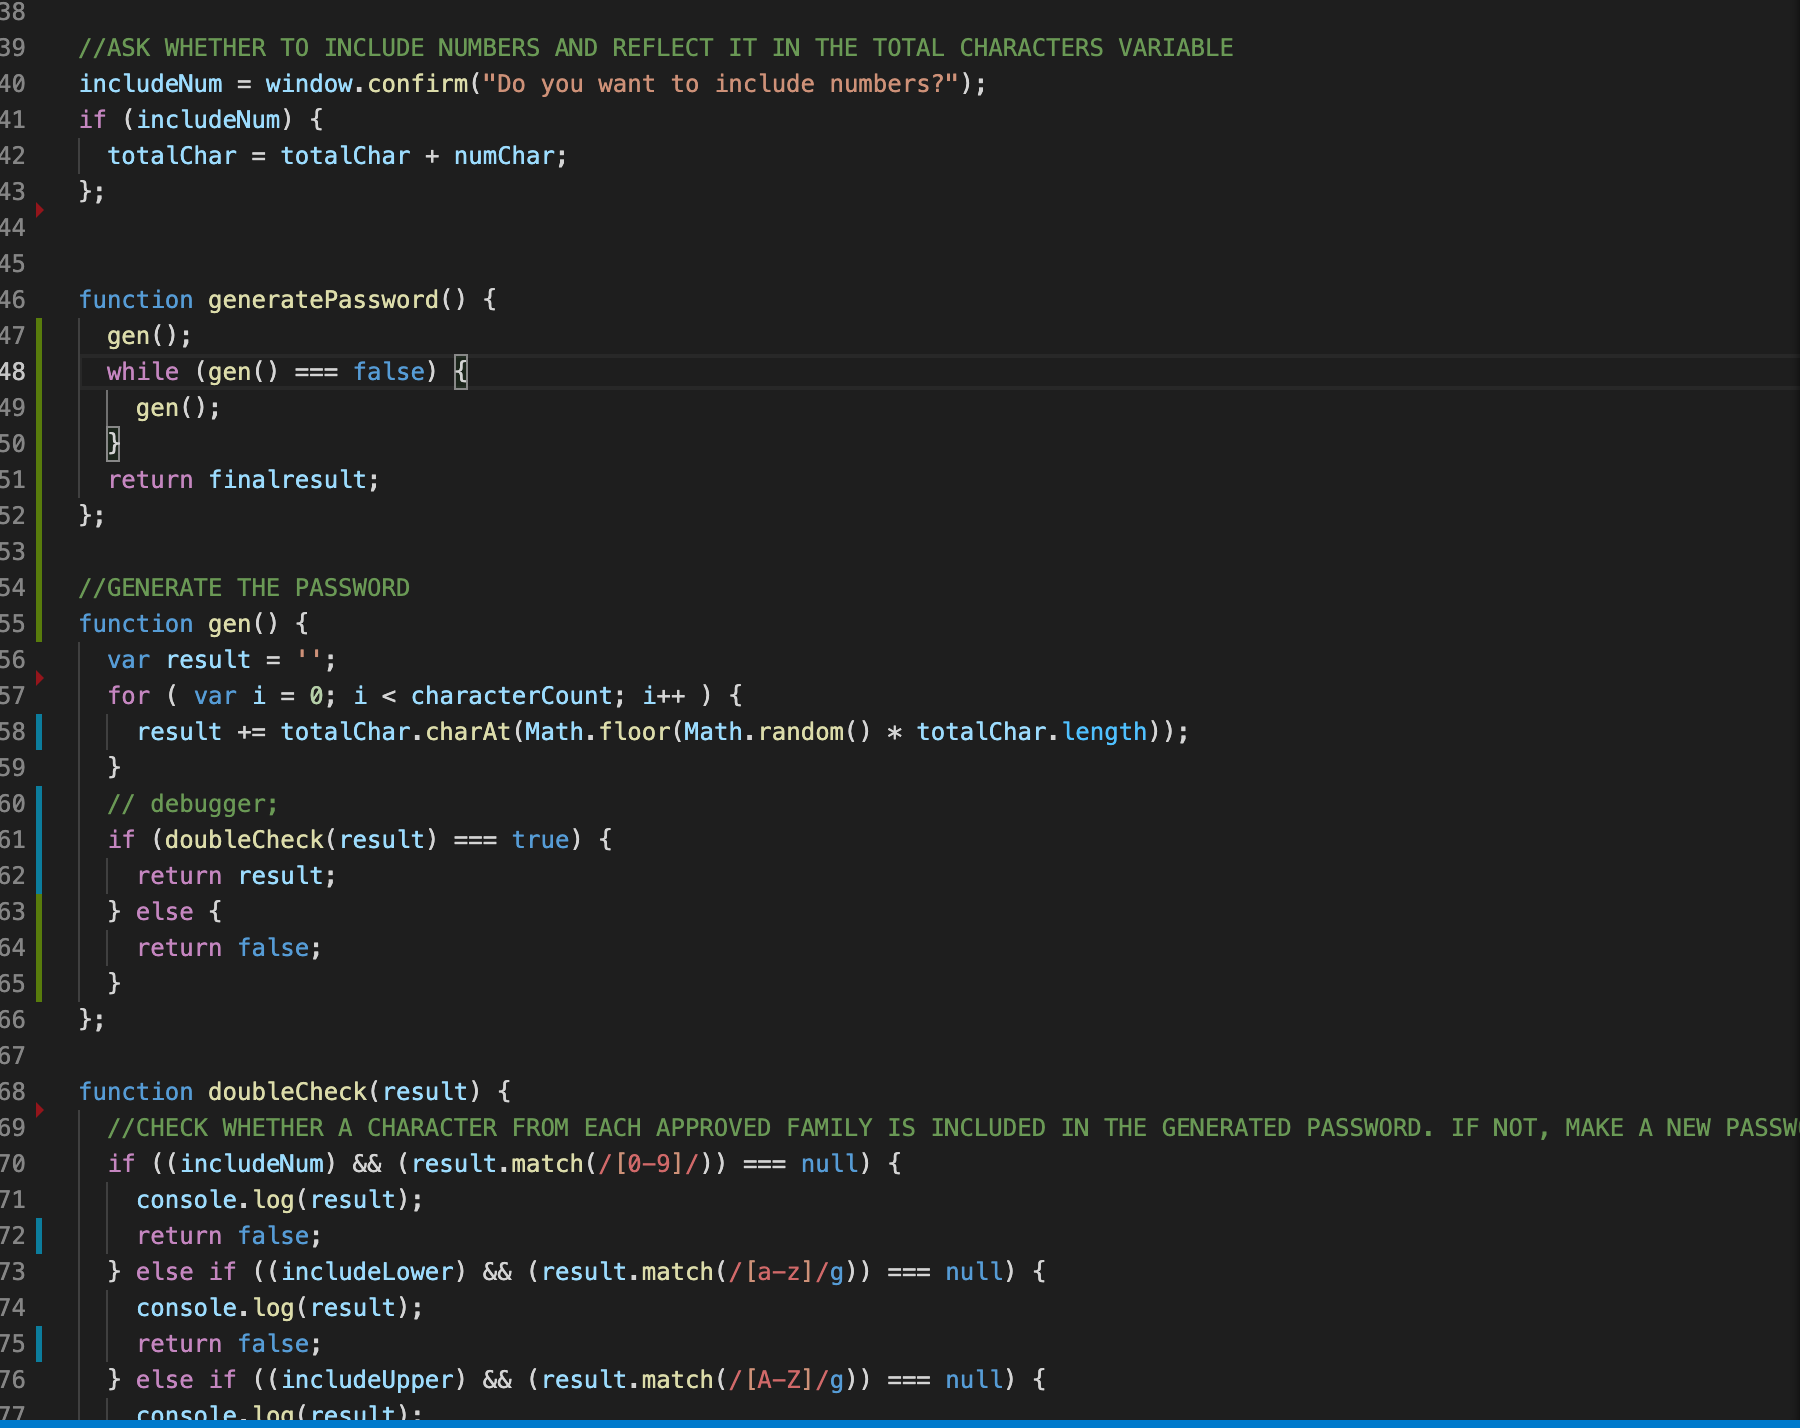 38
39 //ASK WHETHER TO INCLUDE NUMBERS AND REFLECT IT IN THE TOTAL CHARACTERS VARIABLE
40 includeNum = window.confirm("Do you want to include numbers?");
41 if (includeNum) {
42   totalChar = totalChar + numChar;
43 };
44
45
46 function generatePassword() {
47   gen();
48   while (gen() === false) {
49     gen();
50   }
51   return finalresult;
52 };
53
54 //GENERATE THE PASSWORD
55 function gen() {
56   var result = '';
57   for ( var i = 0; i < characterCount; i++ ) {
58     result += totalChar.charAt(Math.floor(Math.random() * totalChar.length));
59   }
60   // debugger;
61   if (doubleCheck(result) === true) {
62     return result;
63   } else {
64     return false;
65   }
66 };
67
68 function doubleCheck(result) {
69   //CHECK WHETHER A CHARACTER FROM EACH APPROVED FAMILY IS INCLUDED IN THE GENERATED PASSWORD. IF NOT, MAKE A NEW PASSW
70   if ((includeNum) && (result.match(/[0-9]/)) === null) {
71     console.log(result);
72     return false;
73   } else if ((includeLower) && (result.match(/[a-z]/g)) === null) {
74     console.log(result);
75     return false;
76   } else if ((includeUpper) && (result.match(/[A-Z]/g)) === null) {
77     console.log(result);